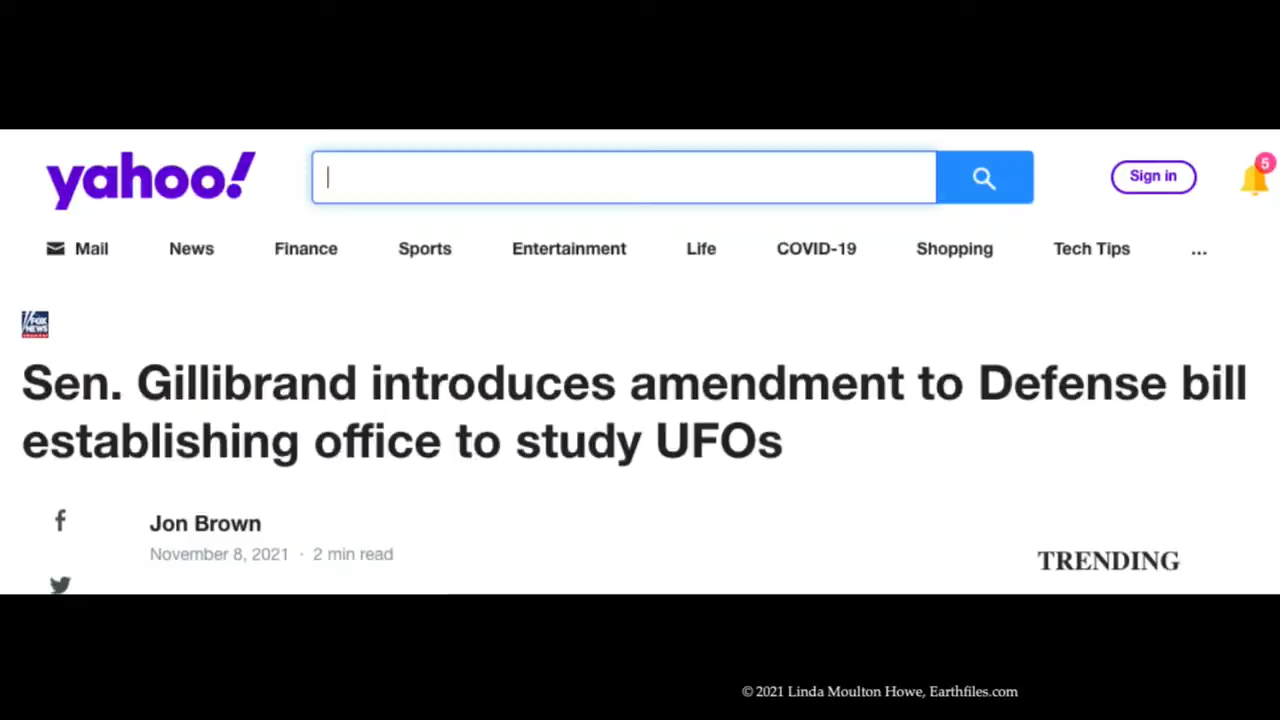 yahoo!
Sign in
5
Mail News Finance Sports Entertainment Life COVID-19 Shopping Tech Tips ...
FOX
NEWS
Sen. Gillibrand introduces amendment to Defense bill
establishing office to study UFOs
Jon Brown
November 8, 2021 · 2 min read
TRENDING
© 2021 Linda Moulton Howe, Earthfiles.com